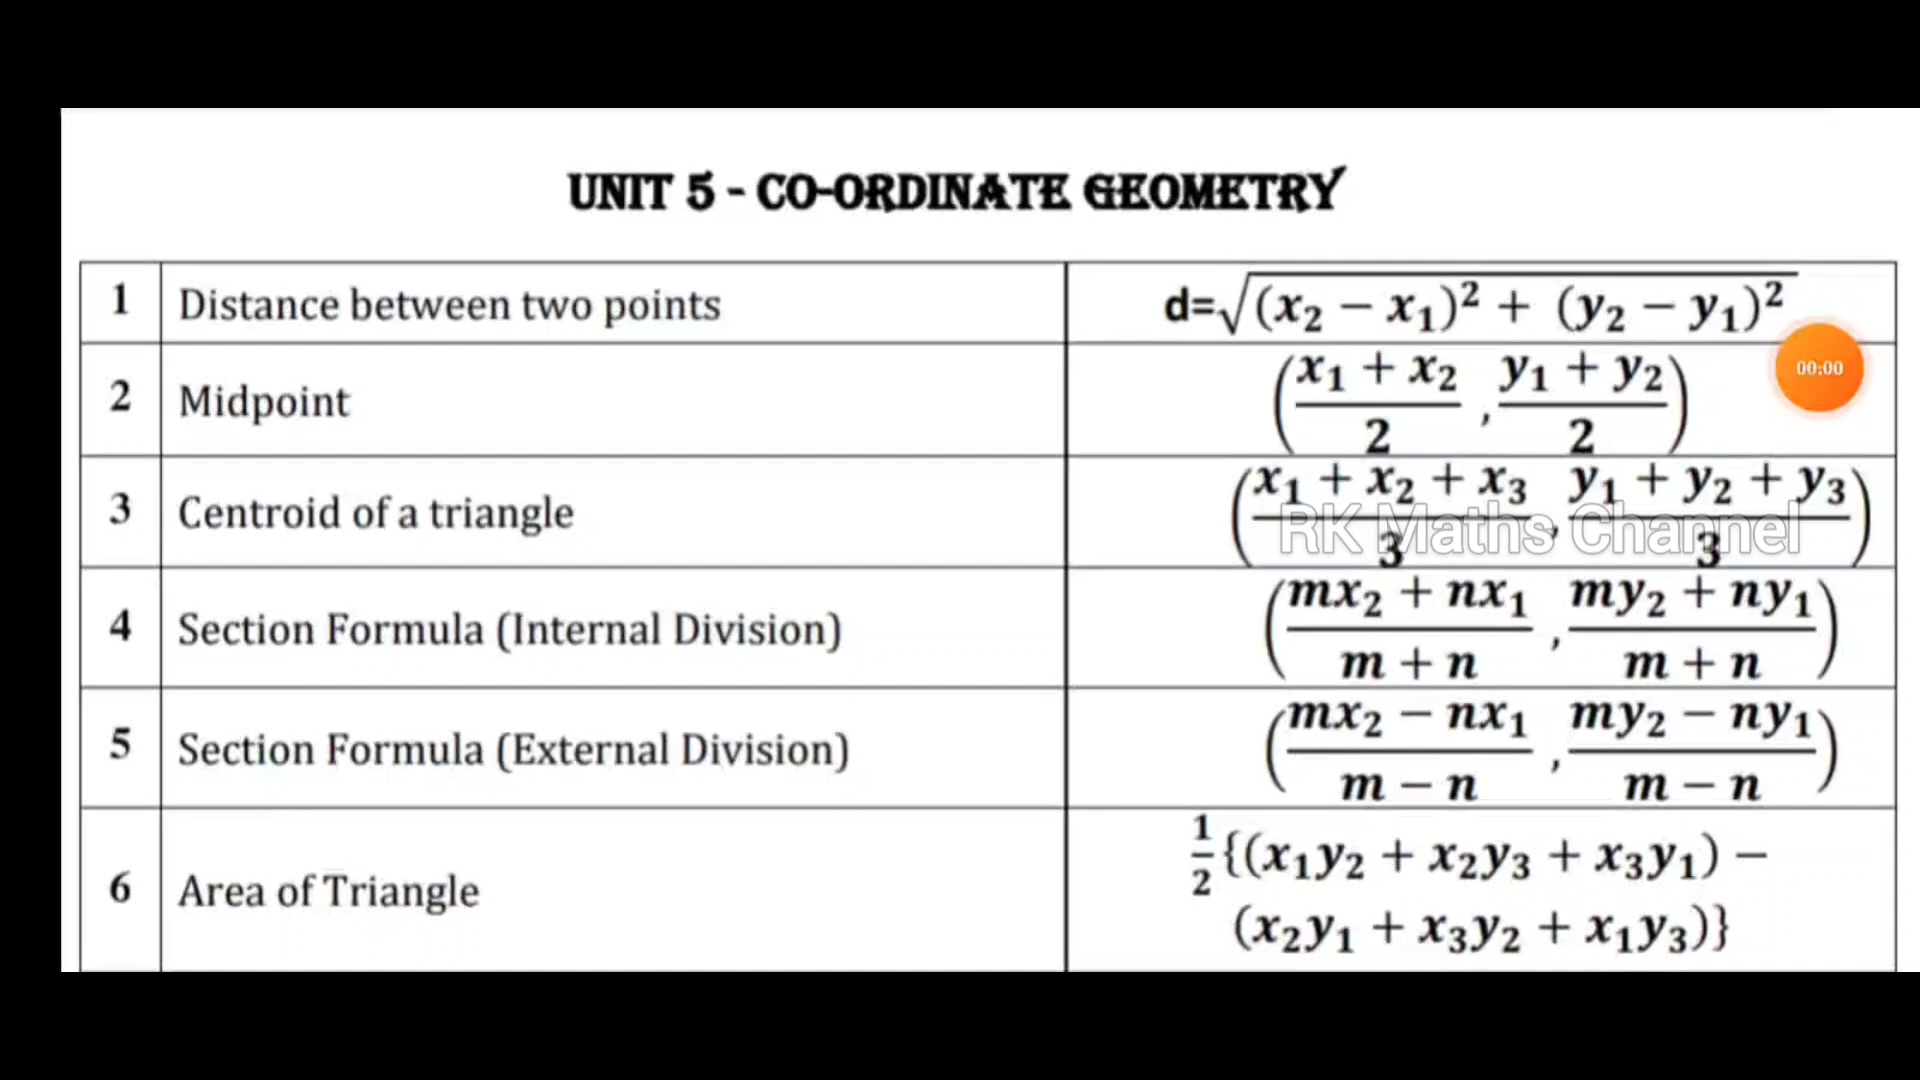 UNIT 5 - CO-ORDINATE GEOMETRY
1 Distance between two points d=√(x₂ − x₁)² + (y₂ − y₁)²
00:00
2 Midpoint ((x₁ + x₂)/2 , (y₁ + y₂)/2)
3 Centroid of a triangle ((x₁ + x₂ + x₃)/3 , (y₁ + y₂ + y₃)/3)
RK Maths Channel
4 Section Formula (Internal Division) ((mx₂ + nx₁)/(m + n) , (my₂ + ny₁)/(m + n))
5 Section Formula (External Division) ((mx₂ − nx₁)/(m − n) , (my₂ − ny₁)/(m − n))
6 Area of Triangle 1/2 {(x₁y₂ + x₂y₃ + x₃y₁) −
(x₂y₁ + x₃y₂ + x₁y₃)}